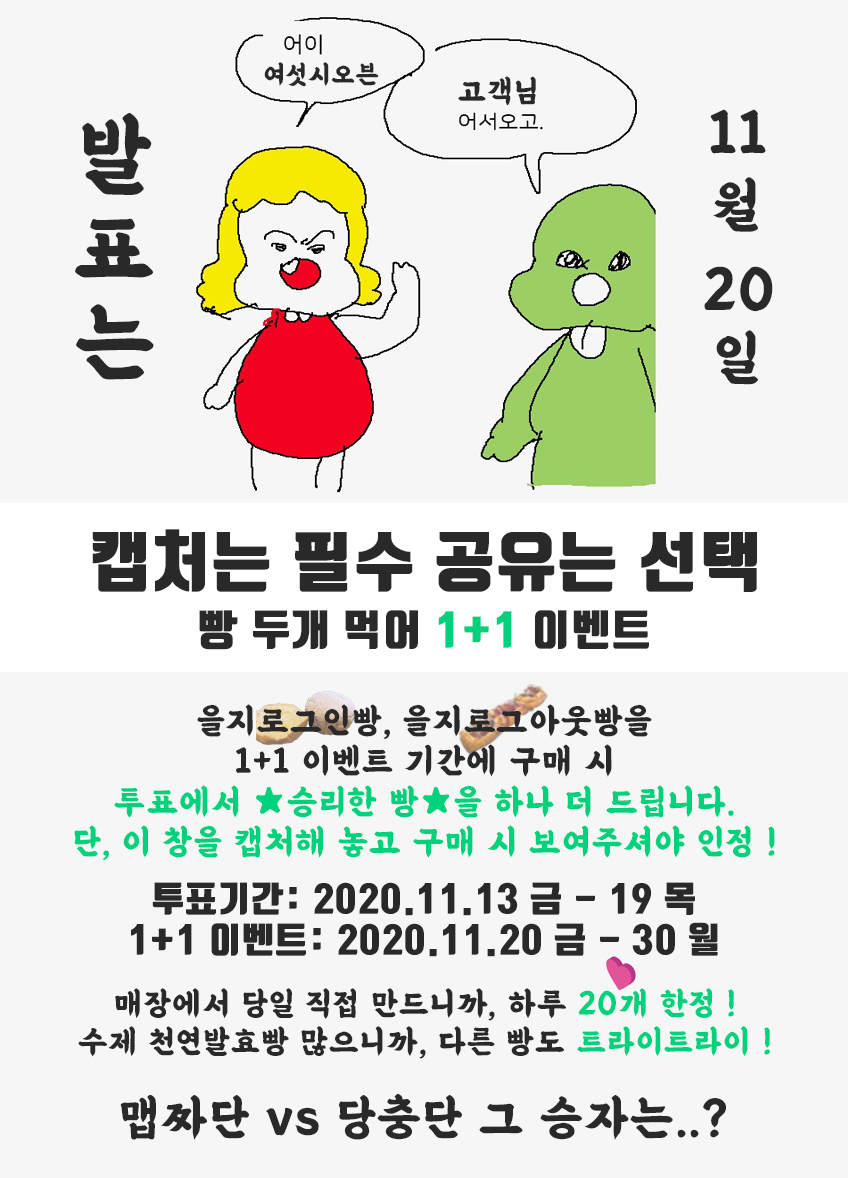 어이
여섯시오븐
고객님
어서오고.
발표는
11월 20일
캡처는 필수 공유는 선택
빵 두개 먹어 1+1 이벤트
을지로그인빵, 을지로그아웃빵을
1+1 이벤트 기간에 구매 시
투표에서 ★승리한 빵★을 하나 더 드립니다.
단, 이 창을 캡처해 놓고 구매 시 보여주셔야 인정 !
투표기간: 2020.11.13 금 - 19 목
1+1 이벤트: 2020.11.20 금 - 30 월
매장에서 당일 직접 만드니까, 하루 20개 한정 !
수제 천연발효빵 많으니까, 다른 빵도 트라이트라이 !
맵짜단 vs 당충단 그 승자는..?